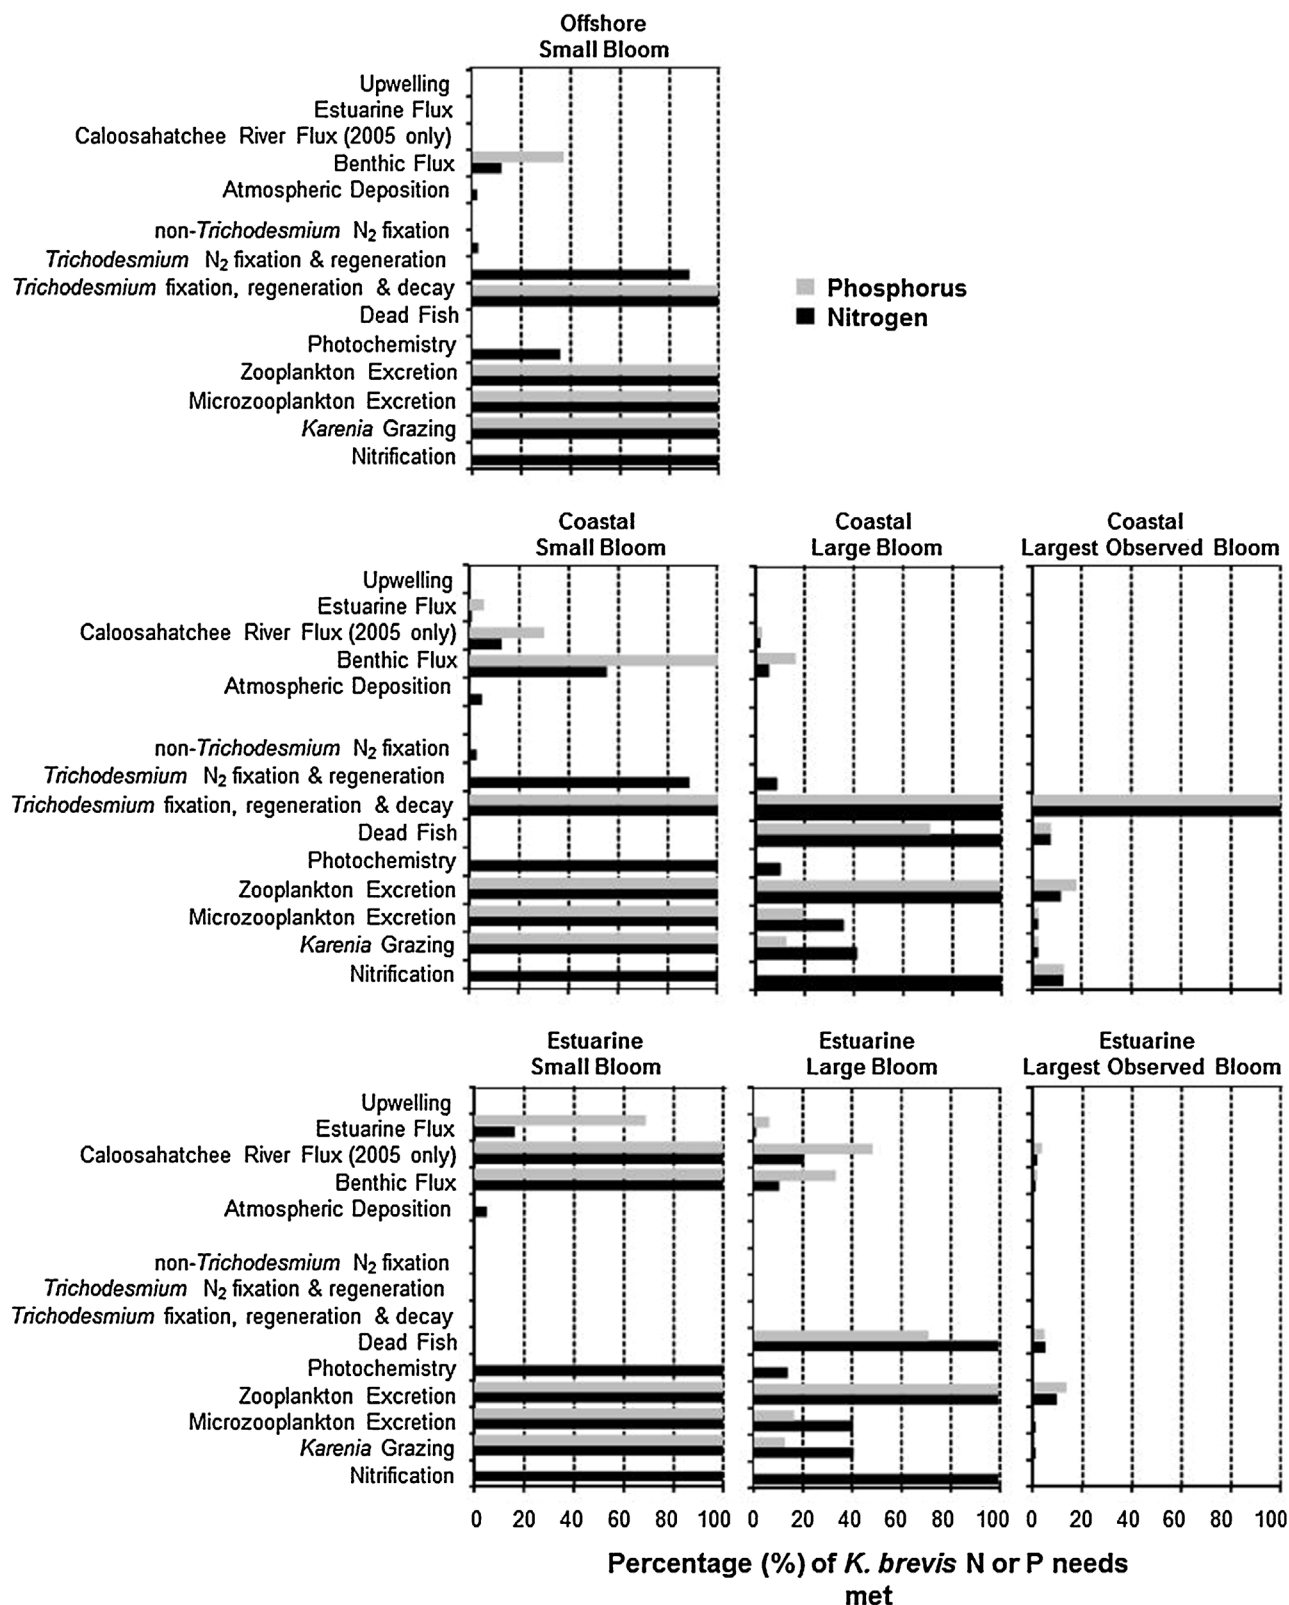 Offshore
Small Bloom
Upwelling
Estuarine Flux
Caloosahatchee River Flux (2005 only)
Benthic Flux
Atmospheric Deposition
non-Trichodesmium N2 fixation
Trichodesmium N2 fixation & regeneration
Trichodesmium fixation, regeneration & decay
Dead Fish
Photochemistry
Zooplankton Excretion
Microzooplankton Excretion
Karenia Grazing
Nitrification
Phosphorus
Nitrogen
Coastal
Small Bloom
Coastal
Large Bloom
Coastal
Largest Observed Bloom
Upwelling
Estuarine Flux
Caloosahatchee River Flux (2005 only)
Benthic Flux
Atmospheric Deposition
non-Trichodesmium N2 fixation
Trichodesmium N2 fixation & regeneration
Trichodesmium fixation, regeneration & decay
Dead Fish
Photochemistry
Zooplankton Excretion
Microzooplankton Excretion
Karenia Grazing
Nitrification
Estuarine
Small Bloom
Estuarine
Large Bloom
Estuarine
Largest Observed Bloom
Upwelling
Estuarine Flux
Caloosahatchee River Flux (2005 only)
Benthic Flux
Atmospheric Deposition
non-Trichodesmium N2 fixation
Trichodesmium N2 fixation & regeneration
Trichodesmium fixation, regeneration & decay
Dead Fish
Photochemistry
Zooplankton Excretion
Microzooplankton Excretion
Karenia Grazing
Nitrification
0 20 40 60 80 100
0 20 40 60 80 100
0 20 40 60 80 100
Percentage (%) of K. brevis N or P needs
met